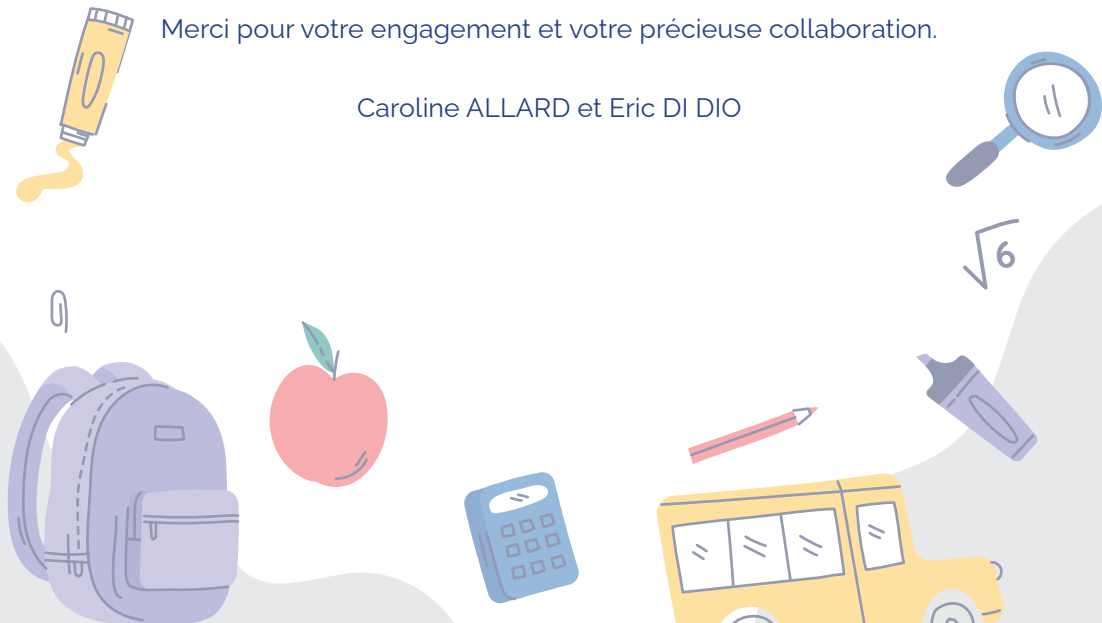 Merci pour votre engagement et votre précieuse collaboration.
Caroline ALLARD et Eric DI DIO
√6